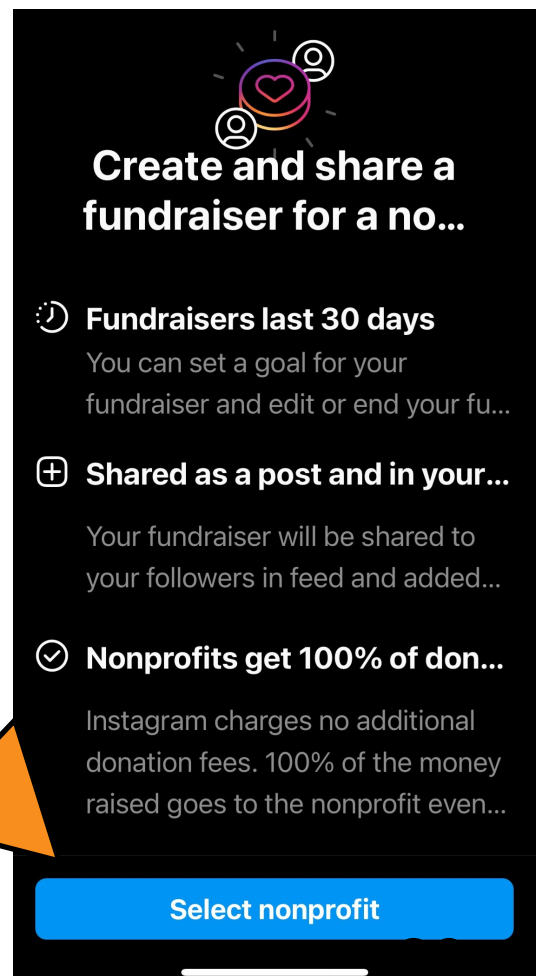 Create and share a
fundraiser for a no...
Fundraisers last 30 days
You can set a goal for your
fundraiser and edit or end your fu...
Shared as a post and in your...
Your fundraiser will be shared to
your followers in feed and added...
Nonprofits get 100% of don...
Instagram charges no additional
donation fees. 100% of the money
raised goes to the nonprofit even...
Select nonprofit